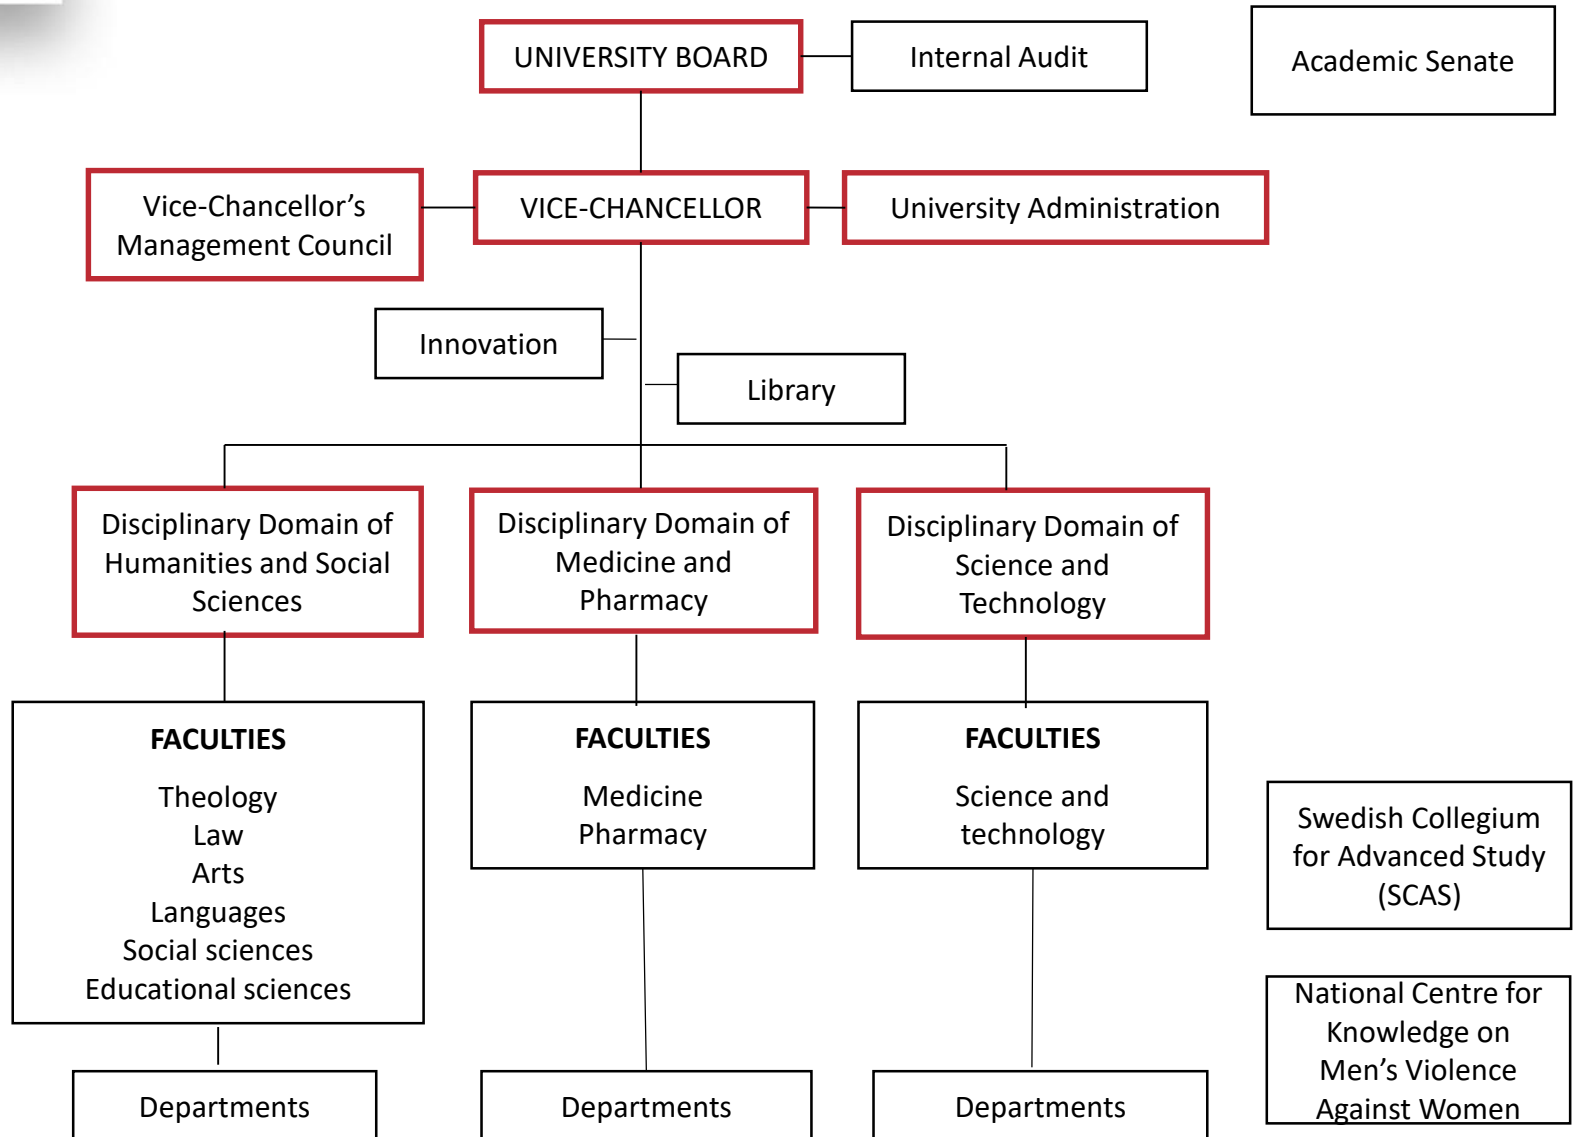 UNIVERSITY BOARD
Internal Audit
Academic Senate
Vice-Chancellor’s
Management Council
VICE-CHANCELLOR
University Administration
Innovation
Library
Disciplinary Domain of
Humanities and Social
Sciences
Disciplinary Domain of
Medicine and
Pharmacy
Disciplinary Domain of
Science and
Technology
FACULTIES
Theology
Law
Arts
Languages
Social sciences
Educational sciences
FACULTIES
Medicine
Pharmacy
FACULTIES
Science and
technology
Swedish Collegium
for Advanced Study
(SCAS)
National Centre for
Knowledge on
Men’s Violence
Against Women
Departments
Departments
Departments